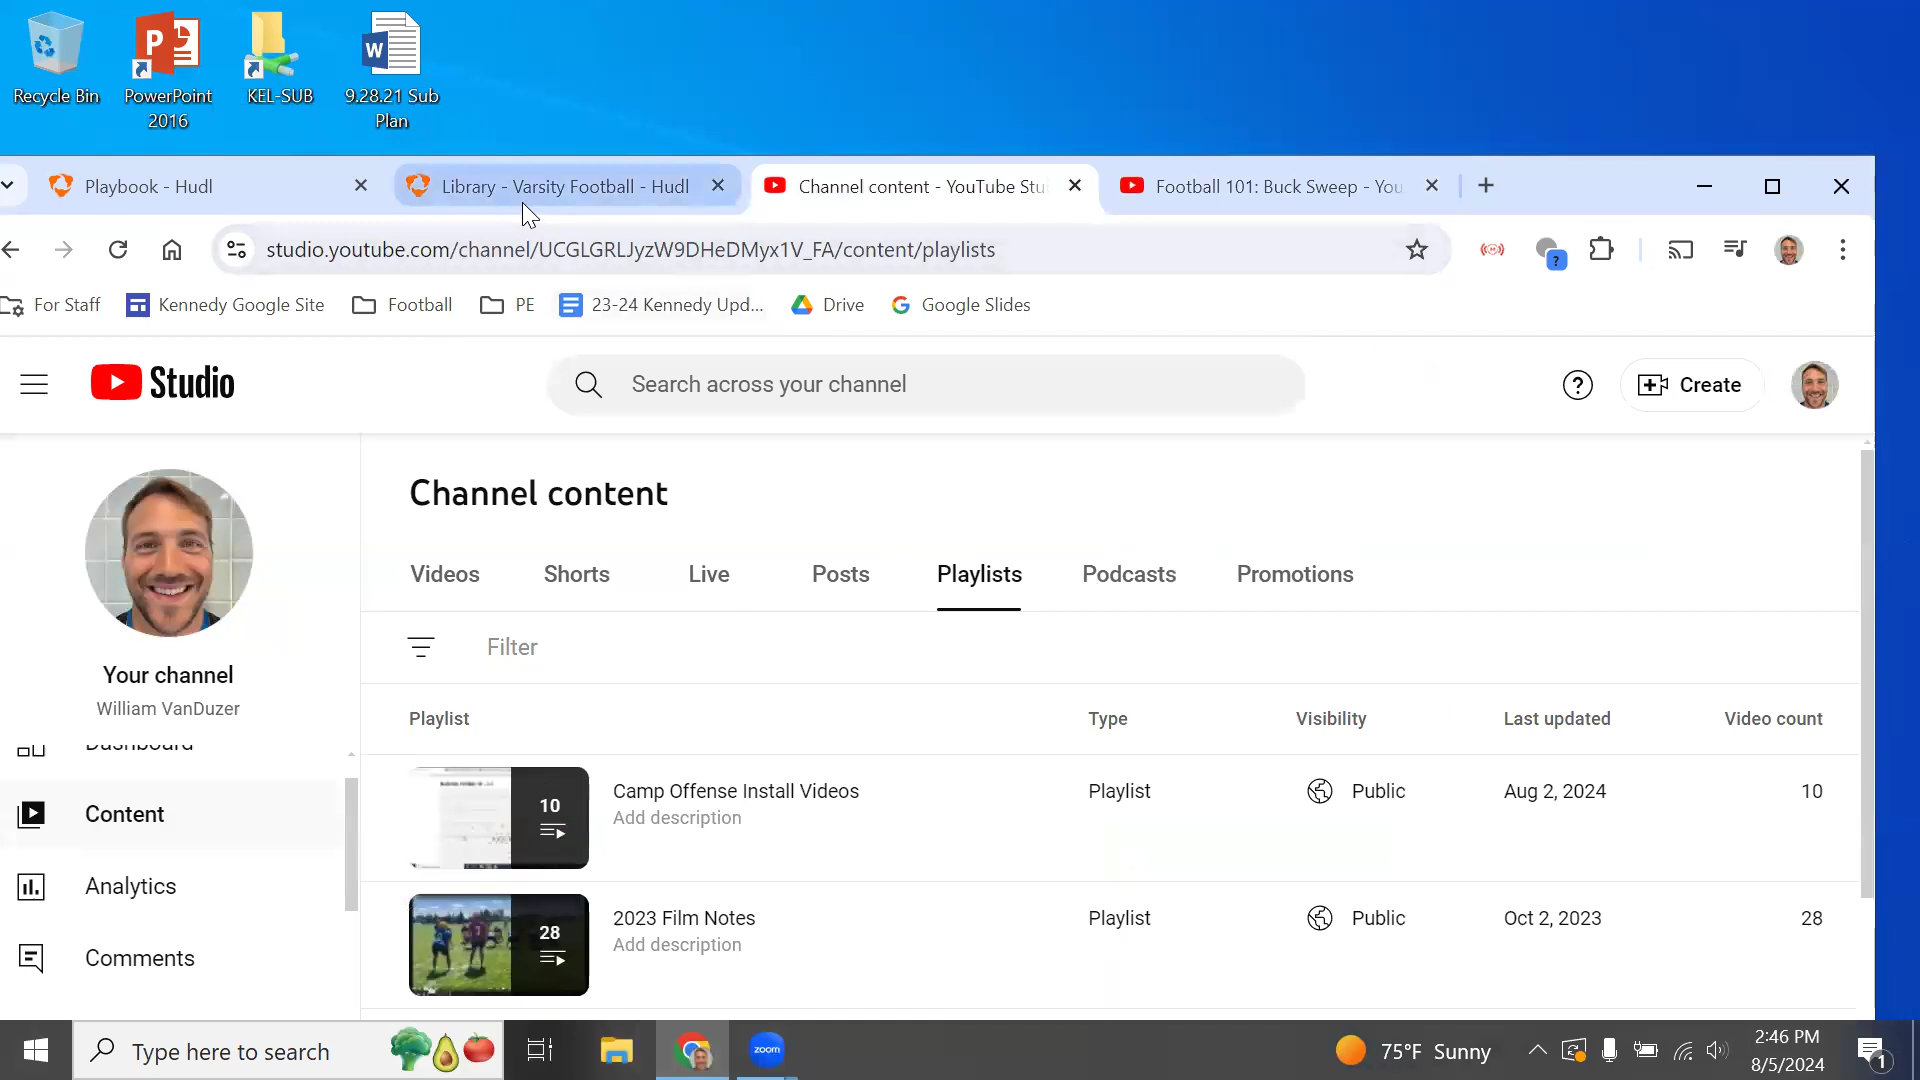 Recycle Bin
PowerPoint
2016
KEL-SUB
9.28.21 Sub
Plan
Playbook - Hudl
Library - Varsity Football - Hudl
Channel content - YouTube Stu
Football 101: Buck Sweep - You
studio.youtube.com/channel/UCGLGRLJyzW9DHeDMyx1V_FA/content/playlists
For Staff
Kennedy Google Site
Football
PE
23-24 Kennedy Upd...
Drive
Google Slides
Studio
Search across your channel
Create
Channel content
Your channel
William VanDuzer
Videos
Shorts
Live
Posts
Playlists
Podcasts
Promotions
Filter
Dashboard
Content
Analytics
Comments
Playlist
Type
Visibility
Last updated
Video count
10
Camp Offense Install Videos
Add description
Playlist
Public
Aug 2, 2024
10
28
2023 Film Notes
Add description
Playlist
Public
Oct 2, 2023
28
Type here to search
zoom
75°F Sunny
2:46 PM
8/5/2024
1